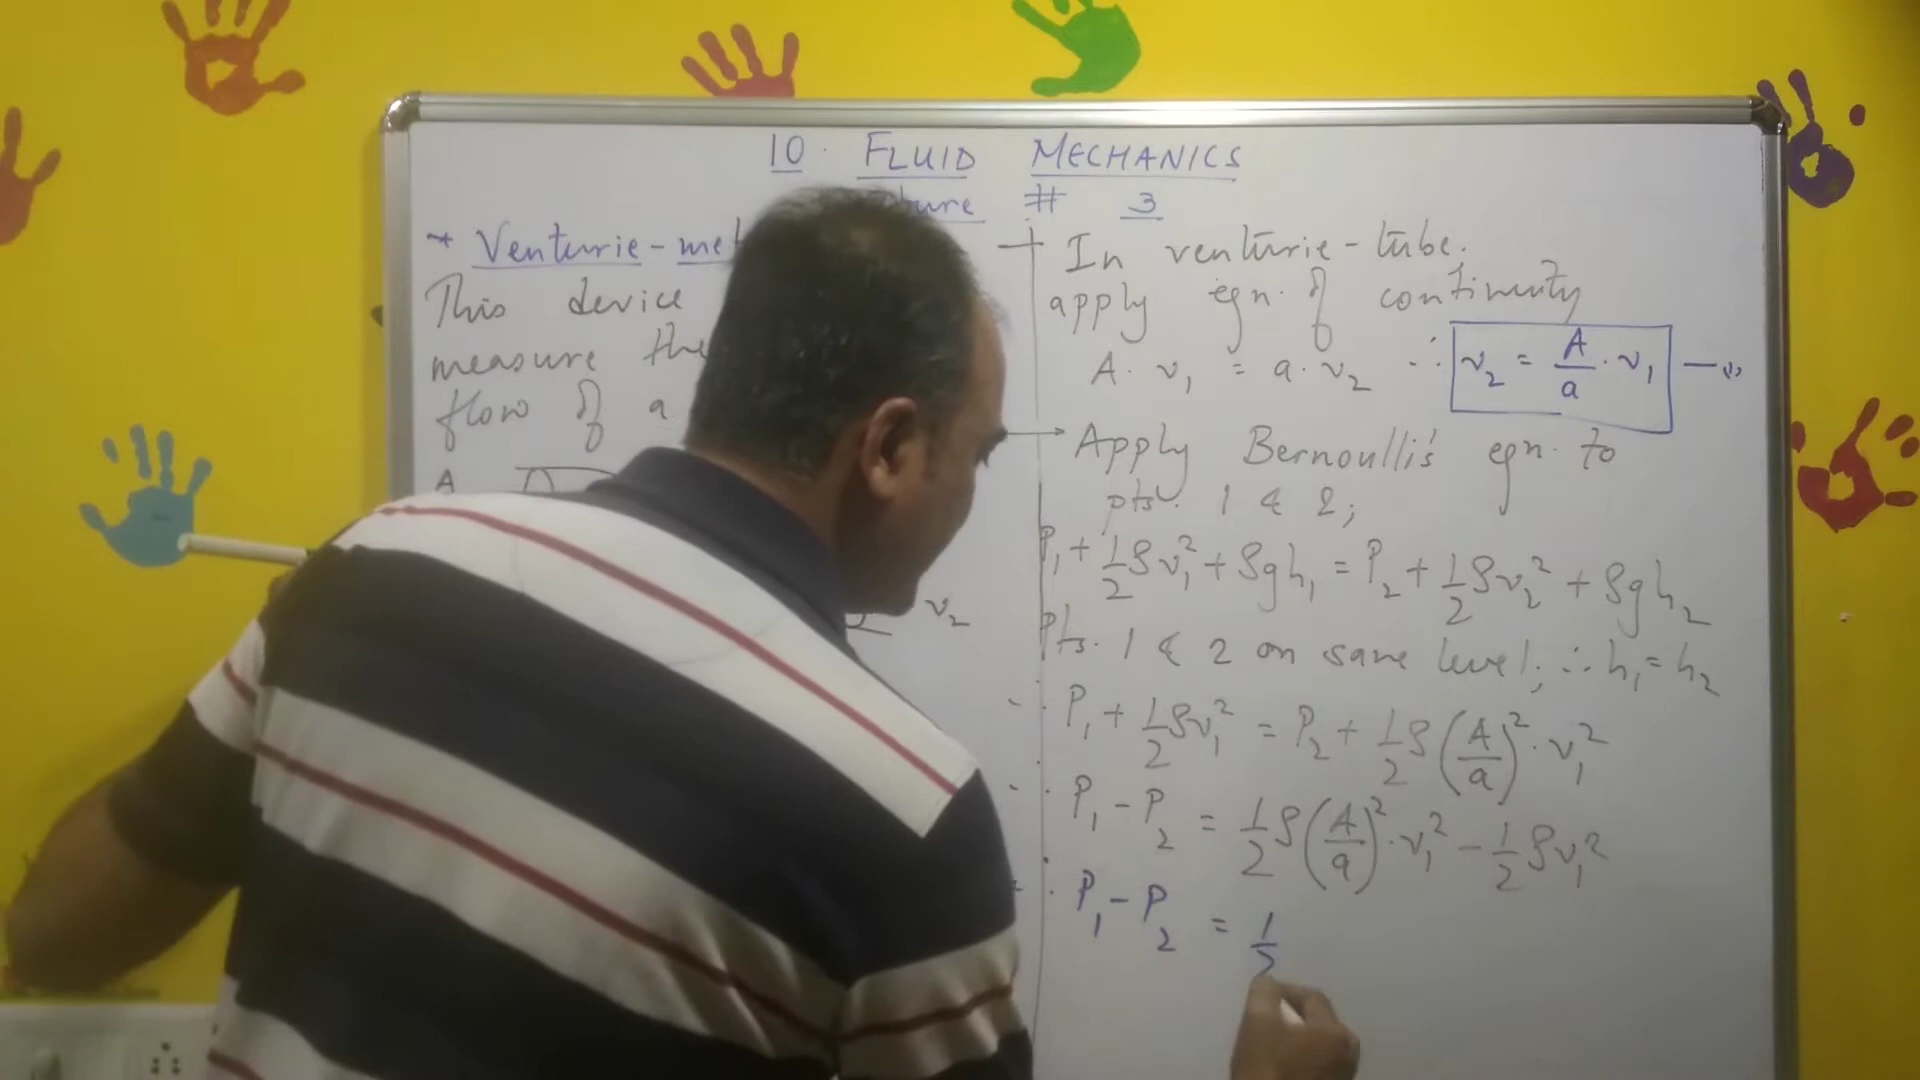 10. FLUID MECHANICS
# 3
* Venturie-
This device
measure the
flow of a
A
v₂
In venturie-tube.
apply eqn. of continuity
A · v₁ = a · v₂ ∴ v₂ = A/a · v₁ —(1)
→ Apply Bernoulli's eqn. to
pts. 1 & 2;
P₁ + 1/2 ρv₁² + ρgh₁ = P₂ + 1/2 ρv₂² + ρgh₂
Pts. 1 & 2 on same level; ∴ h₁ = h₂
∴ P₁ + 1/2 ρv₁² = P₂ + 1/2 ρ(A/a)² · v₁²
∴ P₁ - P₂ = 1/2 ρ(A/a)² · v₁² - 1/2 ρv₁²
∴ P₁ - P₂ = 1/2